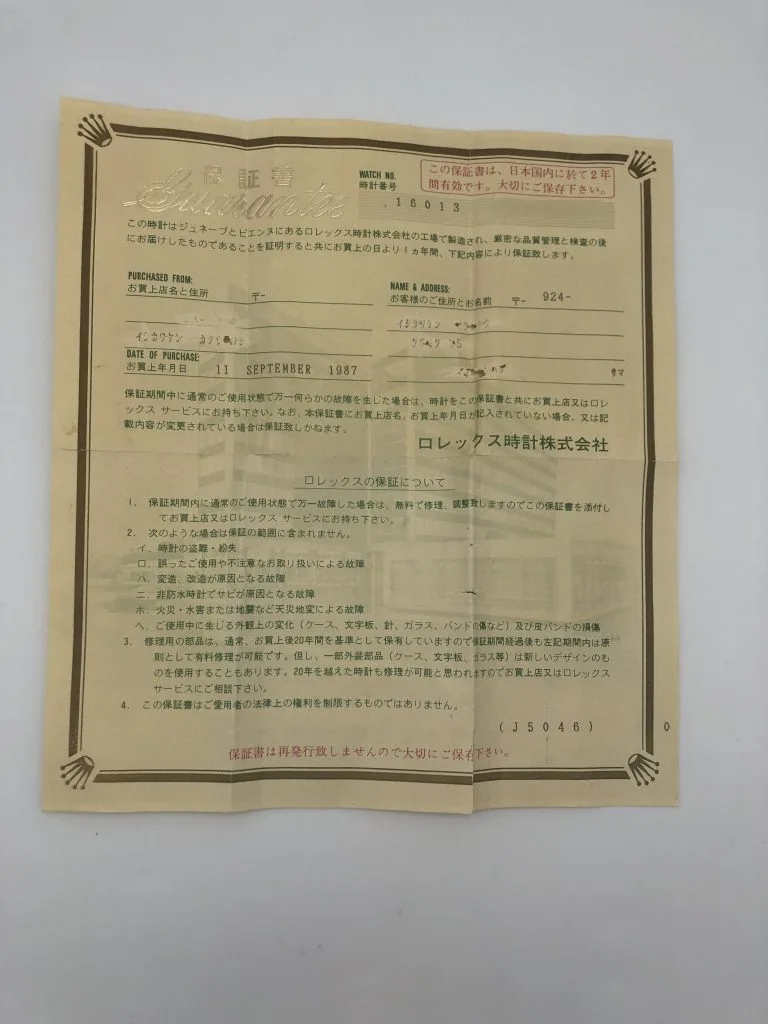 保証書
Guarantee
WATCH NO.
時計番号
.16013
この保証書は、日本国内に於て2年
間有効です。大切にご保存下さい。
この時計はジュネーブとビエンヌにあるロレックス時計株式会社の工場で製造され、厳密な品質管理と検査の後
にお届けしたものであることを証明すると共にお買上の日より1ヵ年間、下記内容により保証致します。
PURCHASED FROM:
お買上店名と住所 〒-
イシカワケン
DATE OF PURCHASE:
お買上年月日 11 SEPTEMBER 1987
NAME & ADDRESS:
お客様のご住所とお名前 〒- 924-
イシカワケン
サマ
保証期間中に通常のご使用状態で万一何らかの故障を生じた場合は、時計をこの保証書と共にお買上店又はロレ
ックス サービスにお持ち下さい。なお、本保証書にお買上店名、お買上年月日が記入されていない場合、又は記
載内容が変更されている場合は保証致しかねます。
ロレックス時計株式会社
ロレックスの保証について
1. 保証期間内に通常のご使用状態で万一故障した場合は、無料で修理、調整致しますのでこの保証書を添付し
てお買上店又はロレックス サービスにお持ち下さい。
2. 次のような場合は保証の範囲に含まれません。
イ. 時計の盗難・紛失
ロ. 誤ったご使用や不注意なお取り扱いによる故障
ハ. 変造、改造が原因となる故障
ニ. 非防水時計でサビが原因となる故障
ホ. 火災・水害または地震など天災地変による故障
ヘ. ご使用中に生じる外観上の変化(ケース、文字板、針、ガラス、バンドの傷など)及び皮バンドの損傷
3. 修理用の部品は、通常、お買上後20年間を基準として保有していますので保証期間経過後も左記期間内は原
則として有料修理が可能です。但し、一部外装部品(ケース、文字板、ガラス等)は新しいデザインのも
のを使用することもあります。20年を越えた時計も修理が可能と思われますのでお買上店又はロレックス
サービスにご相談下さい。
4. この保証書はご愛用者の法律上の権利を制限するものではありません。
(J5046) 0
保証書は再発行致しませんので大切にご保存下さい。